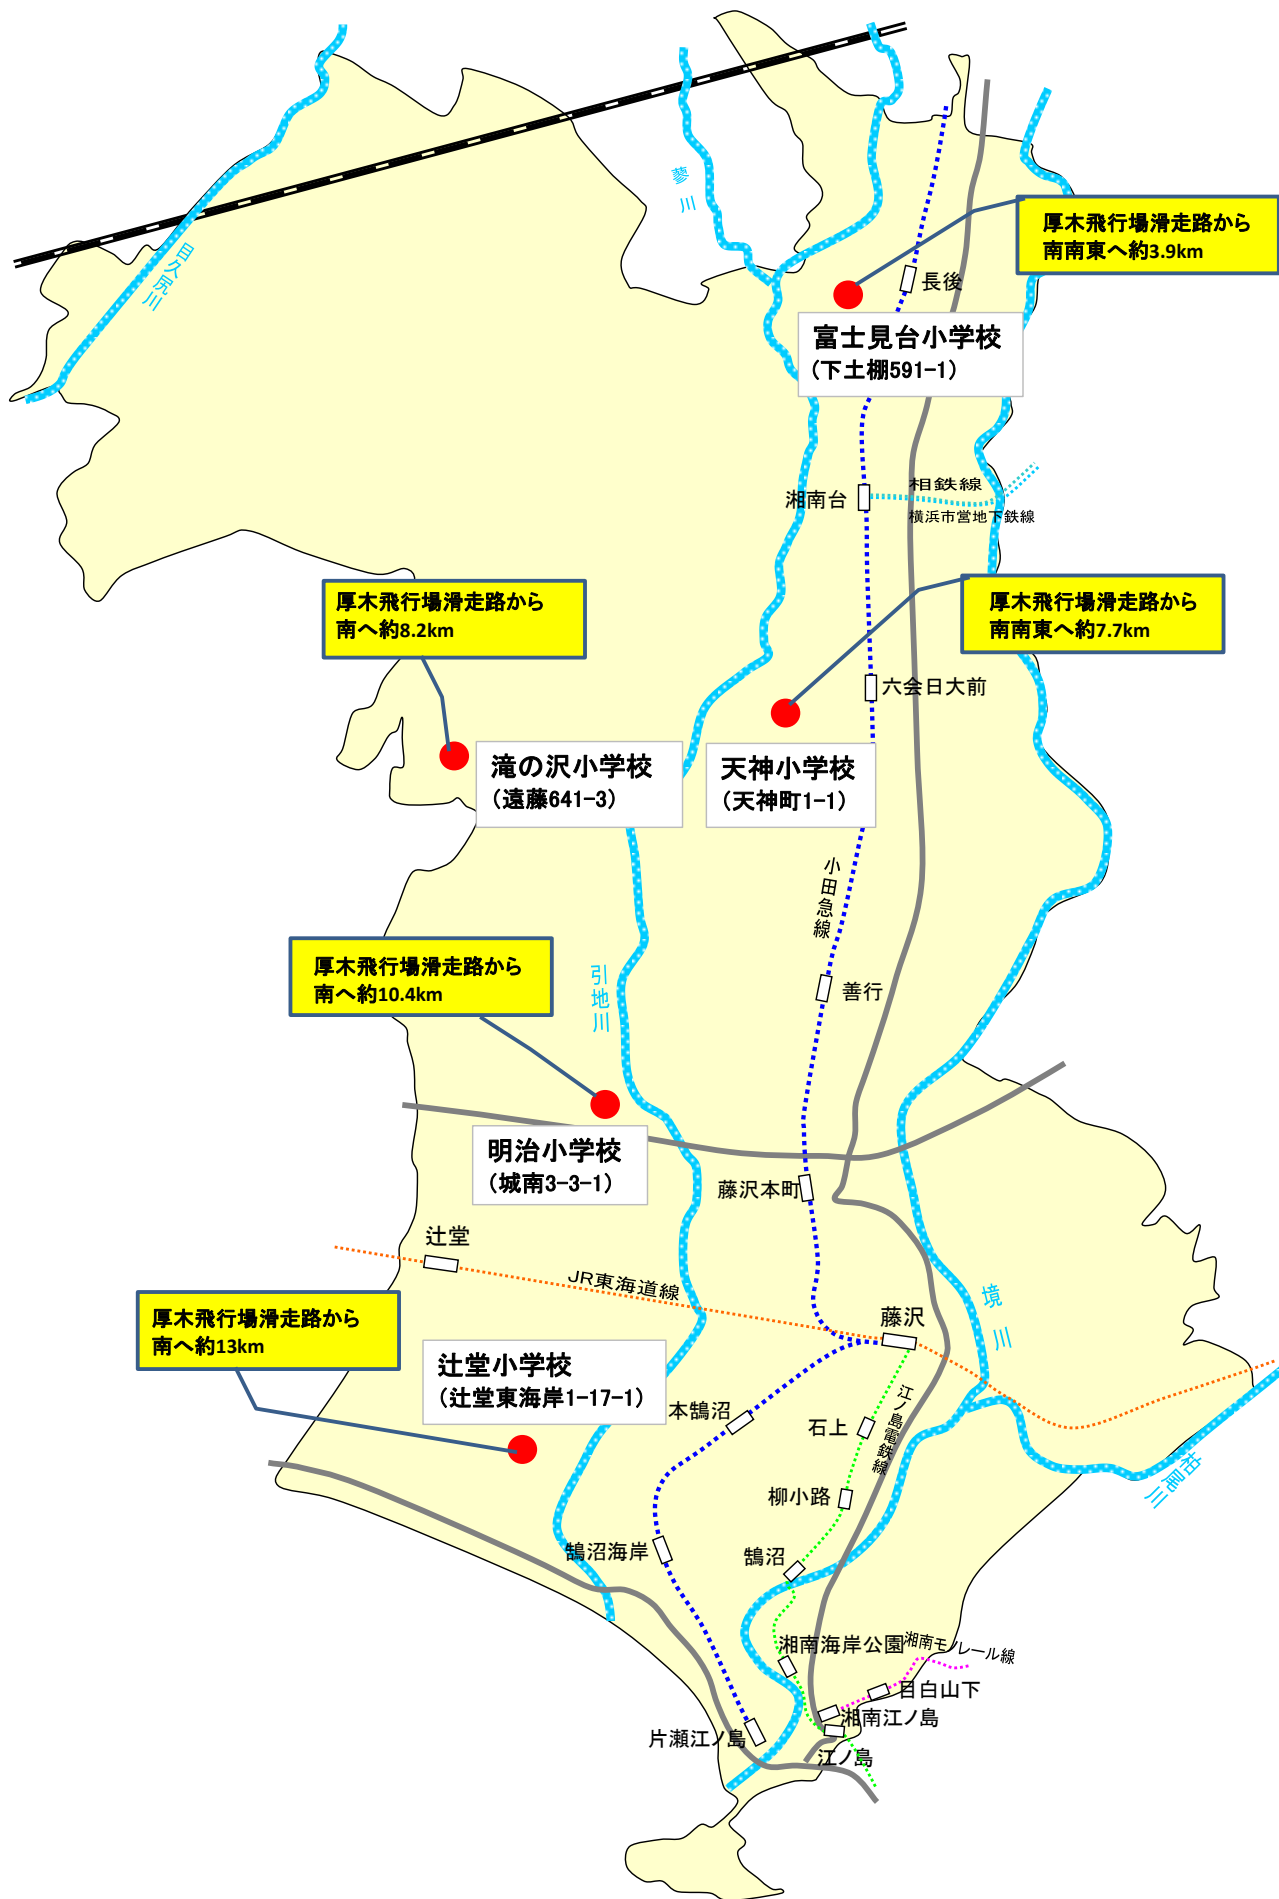 蓼川
目久尻川
厚木飛行場滑走路から
南南東へ約3.9km
長後
富士見台小学校
(下土棚591-1)
相鉄線
湘南台
横浜市営地下鉄線
厚木飛行場滑走路から
南へ約8.2km
厚木飛行場滑走路から
南南東へ約7.7km
六会日大前
滝の沢小学校
(遠藤641-3)
天神小学校
(天神町1-1)
小田急線
厚木飛行場滑走路から
南へ約10.4km
引地川
善行
明治小学校
(城南3-3-1)
藤沢本町
辻堂
JR東海道線
境川
厚木飛行場滑走路から
南へ約13km
藤沢
辻堂小学校
(辻堂東海岸1-17-1)
本鵠沼
石上
江ノ島電鉄線
柏尾川
柳小路
鵠沼海岸
鵠沼
湘南海岸公園
湘南モノレール線
目白山下
湘南江ノ島
片瀬江ノ島
江ノ島